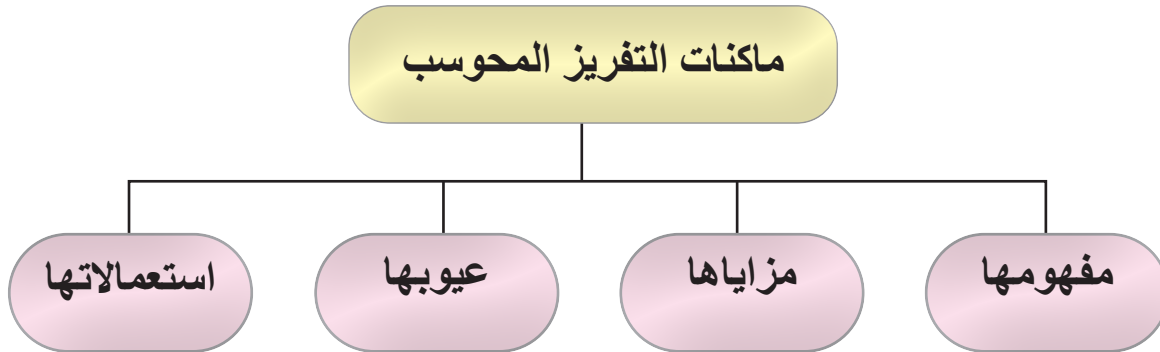 ماكنات التفريز المحوسب
مفهومها
مزاياها
عيوبها
استعمالاتها